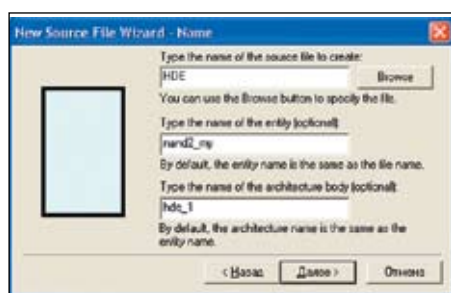 New Source File Wizard - Name
Type the name of the source file to create:
HDE
Browse
You can use the Browse button to specify the file.
Type the name of the entity (optional):
nand2_my
By default, the entity name is the same as the file name.
Type the name of the architecture body (optional):
hde_1
By default, the architecture name is the same as the
entity name.
< Назад
Далее >
Отмена